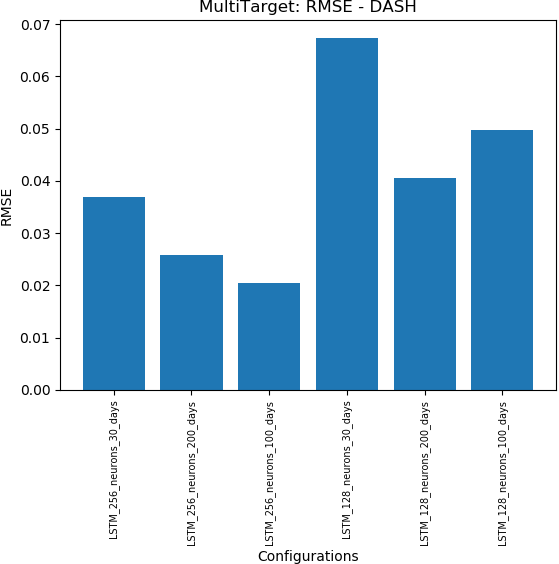 MultiTarget: RMSE - DASH
0.07
0.06
0.05
0.04
0.03
0.02
0.01
0.00
RMSE
LSTM_256_neurons_30_days
LSTM_256_neurons_200_days
LSTM_256_neurons_100_days
LSTM_128_neurons_30_days
LSTM_128_neurons_200_days
LSTM_128_neurons_100_days
Configurations